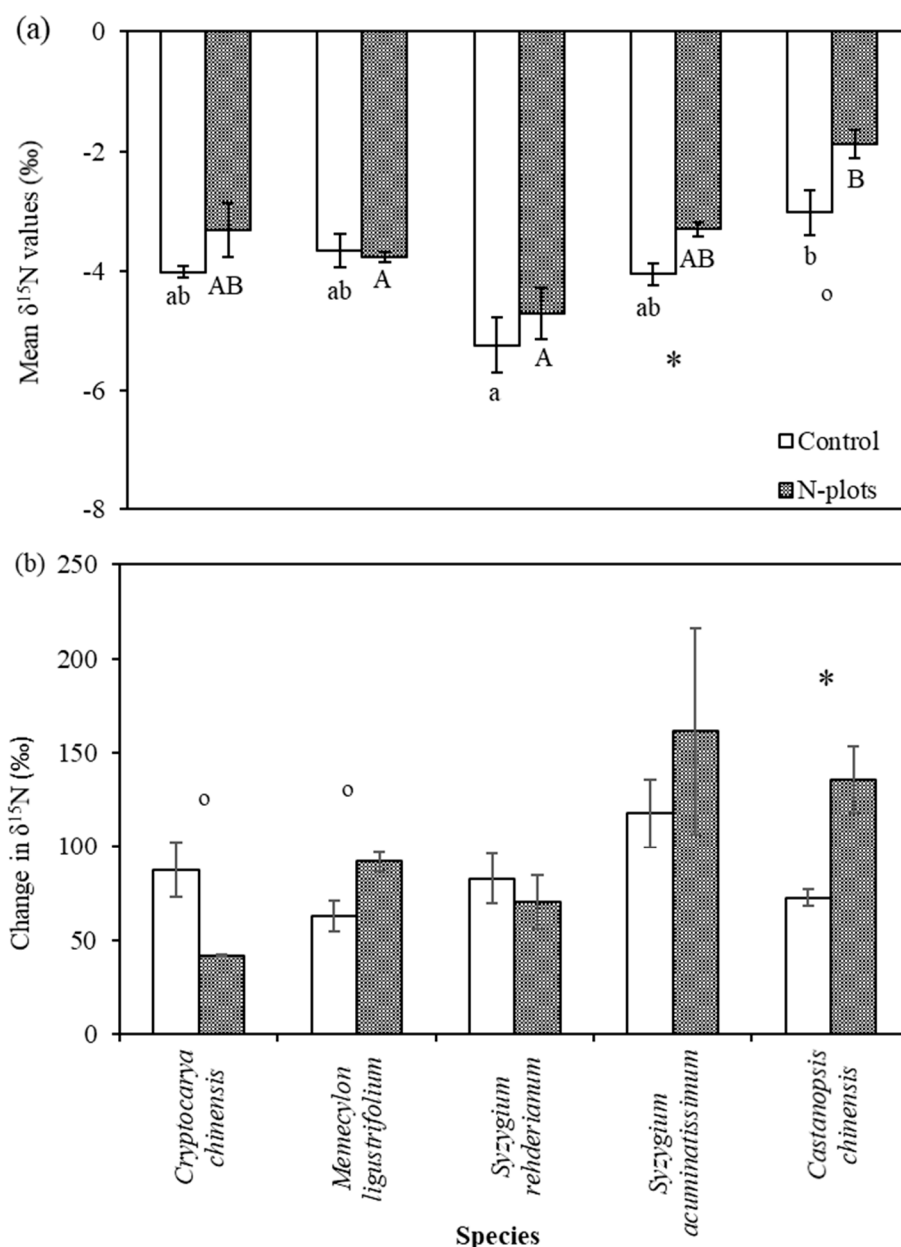 (a)
0
-2
-4
-6
-8
Mean δ¹⁵N values (‰)
ab AB
ab A
a A
ab AB
*
b B
o
Control
N-plots
(b)
250
200
150
100
50
0
Change in δ¹⁵N (‰)
o
o
*
Cryptocarya
chinensis
Memecylon
ligustrifolium
Syzygium
rehderianum
Syzygium
acuminatissimum
Castanopsis
chinensis
Species